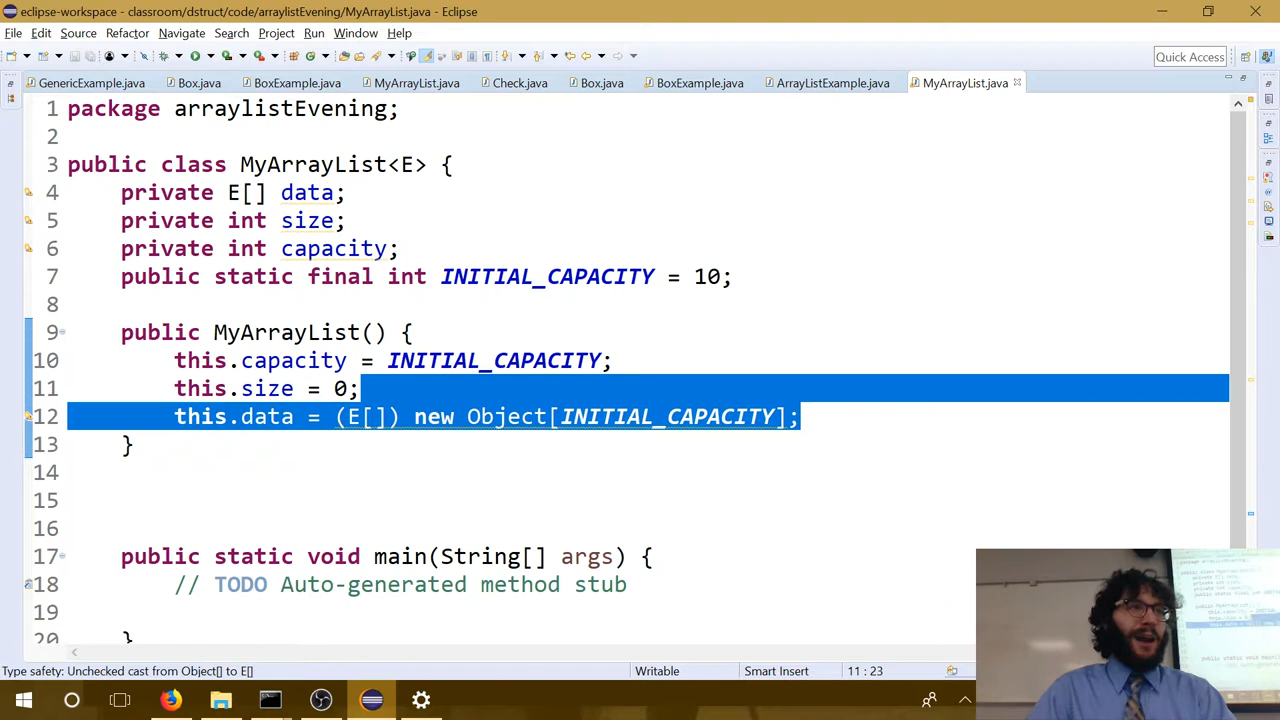 eclipse-workspace - classroom/dstruct/code/arraylistEvening/MyArrayList.java - Eclipse
File Edit Source Refactor Navigate Search Project Run Window Help
Quick Access
GenericExample.java Box.java BoxExample.java MyArrayList.java Check.java Box.java BoxExample.java ArrayListExample.java MyArrayList.java
1 package arraylistEvening;
2
3 public class MyArrayList<E> {
4 private E[] data;
5 private int size;
6 private int capacity;
7 public static final int INITIAL_CAPACITY = 10;
8
9 public MyArrayList() {
10 this.capacity = INITIAL_CAPACITY;
11 this.size = 0;
12 this.data = (E[]) new Object[INITIAL_CAPACITY];
13 }
14
15
16
17 public static void main(String[] args) {
18 // TODO Auto-generated method stub
19
20 }
Type safety: Unchecked cast from Object[] to E[] Writable Smart Insert 11 : 23